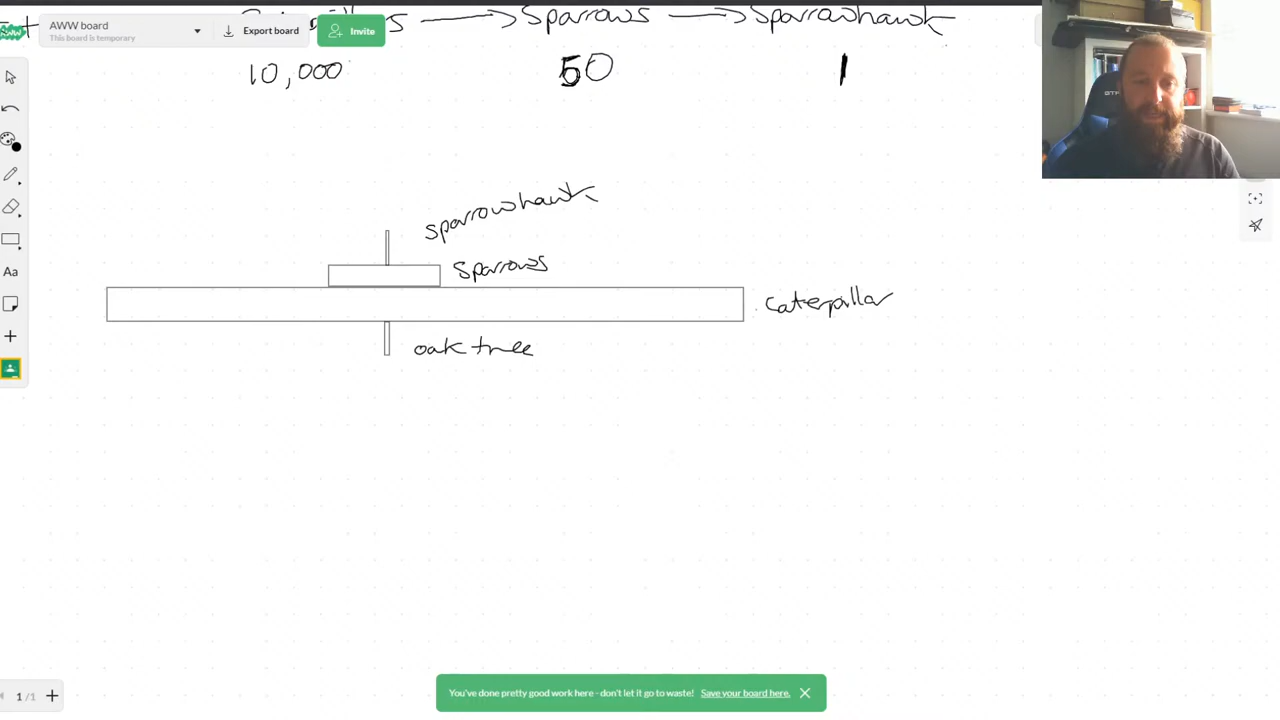 Sparrows Sparrowhawk
AWW board
This board is temporary
Export board
Invite
10,000 50 1
sparrowhawk
sparrows
caterpillar
oak tree
Aa
1 / 1
You've done pretty good work here - don't let it go to waste! Save your board here.